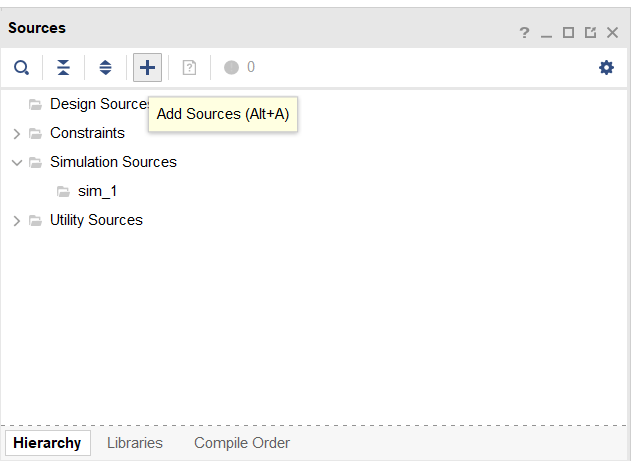 Sources
?
? 0
Design Sources
Add Sources (Alt+A)
Constraints
Simulation Sources
sim_1
Utility Sources
Hierarchy Libraries Compile Order